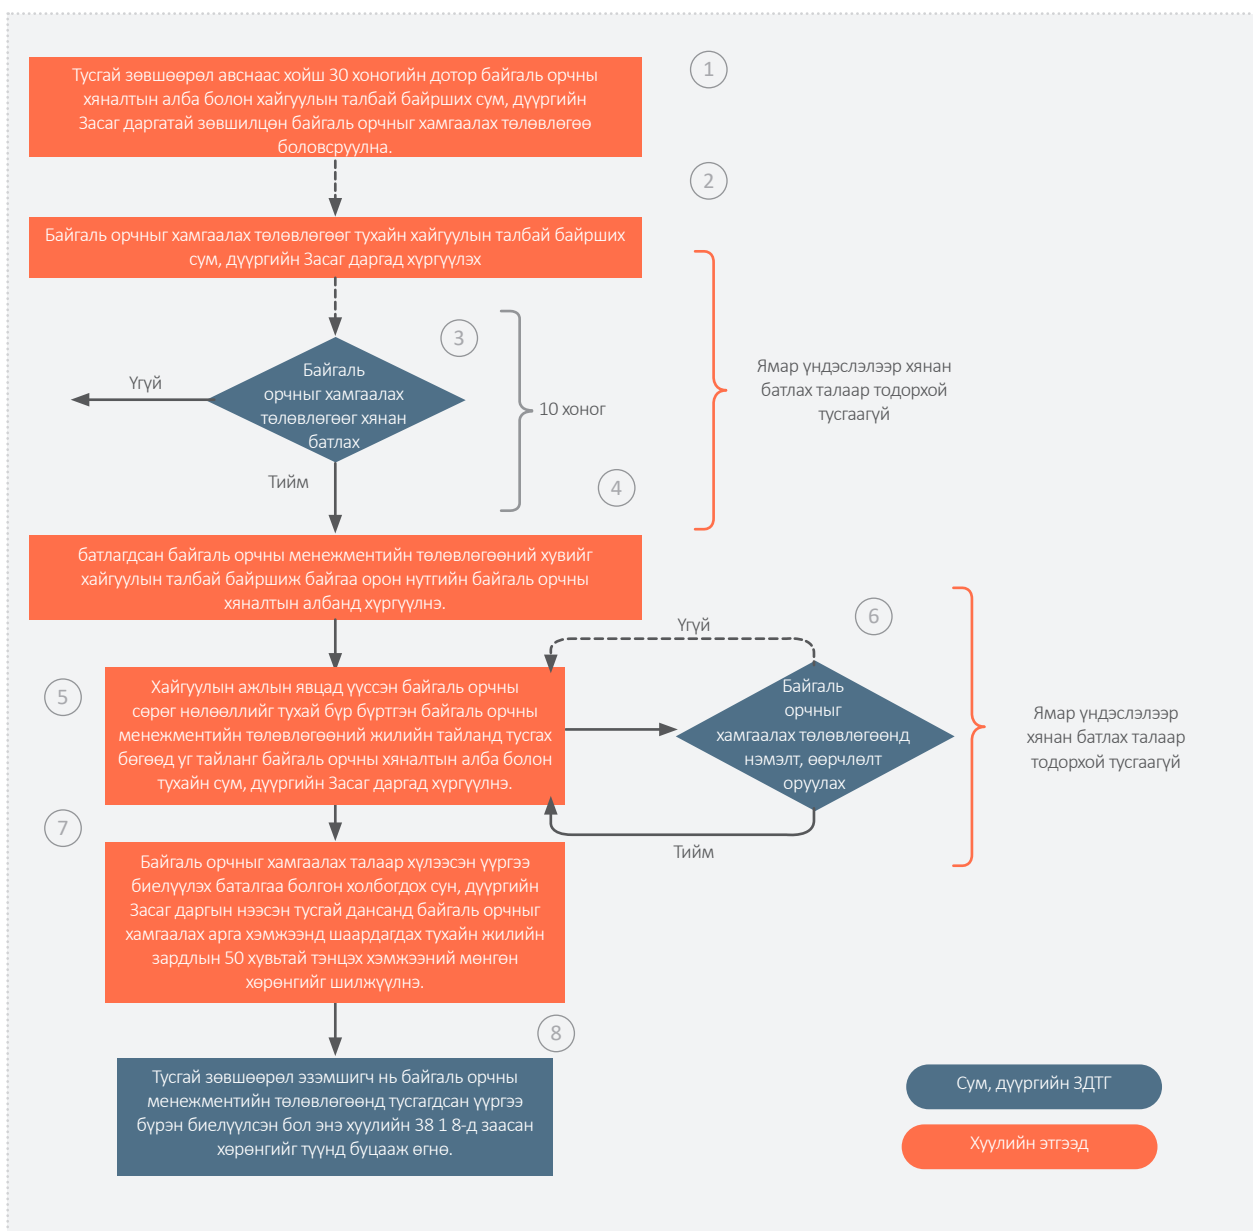 1
Тусгай зөвшөөрөл авснаас хойш 30 хоногийн дотор байгаль орчны
хяналтын алба болон хайгуулын талбай байрших сум, дүүргийн
Засаг даргатай зөвшилцөн байгаль орчныг хамгаалах төлөвлөгөө
боловсруулна.
2
Байгаль орчныг хамгаалах төлөвлөгөөг тухайн хайгуулын талбай байрших
сум, дүүргийн Засаг даргад хүргүүлэх
3
Байгаль
орчныг хамгаалах
төлөвлөгөөг хянан
батлах
Үгүй
Тийм
10 хоног
Ямар үндэслэлээр хянан
батлах талаар тодорхой
тусгаагүй
4
батлагдсан байгаль орчны менежментийн төлөвлөгөөний хувийг
хайгуулын талбай байршиж байгаа орон нутгийн байгаль орчны
хяналтын албанд хүргүүлнэ.
5
Хайгуулын ажлын явцад үүссэн байгаль орчны
сөрөг нөлөөллийг тухай бүр бүртгэн байгаль орчны
менежментийн төлөвлөгөөний жилийн тайланд тусгах
бөгөөд уг тайланг байгаль орчны хяналтын алба болон
тухайн сум, дүүргийн Засаг даргад хүргүүлнэ.
Үгүй
6
Байгаль
орчныг
хамгаалах төлөвлөгөөнд
нэмэлт, өөрчлөлт
оруулах
Тийм
Ямар үндэслэлээр
хянан батлах талаар
тодорхой тусгаагүй
7
Байгаль орчныг хамгаалах талаар хүлээсэн үүргээ
биелүүлэх баталгаа болгон холбогдох сун, дүүргийн
Засаг даргын нээсэн тусгай дансанд байгаль орчныг
хамгаалах арга хэмжээнд шаардагдах тухайн жилийн
зардлын 50 хувьтай тэнцэх хэмжээний мөнгөн
хөрөнгийг шилжүүлнэ.
8
Тусгай зөвшөөрөл эзэмшигч нь байгаль орчны
менежментийн төлөвлөгөөнд тусгагдсан үүргээ
бүрэн биелүүлсэн бол энэ хуулийн 38 1 8-д заасан
хөрөнгийг түүнд буцааж өгнө.
Сум, дүүргийн ЗДТГ
Хуулийн этгээд